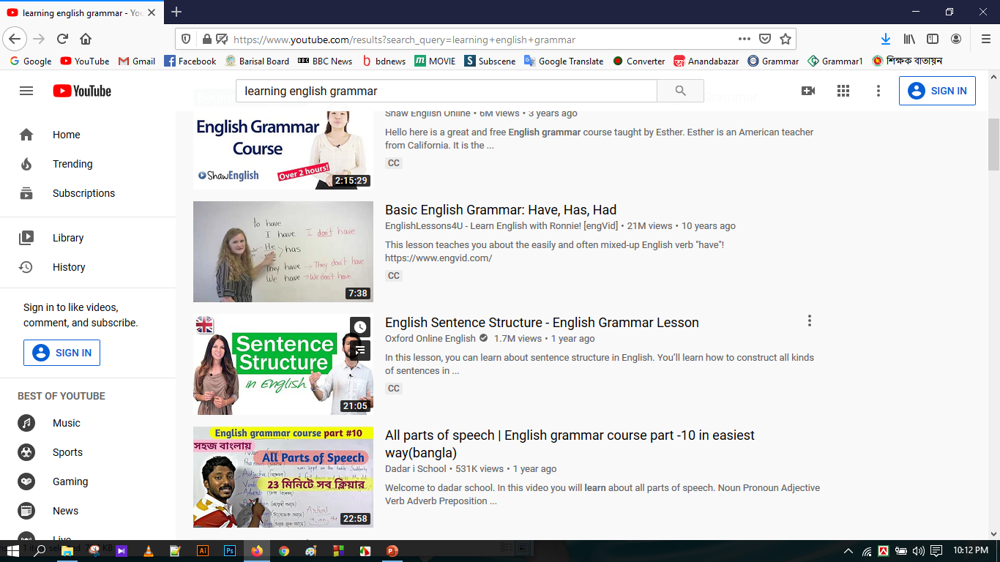 learning english grammar - You
https://www.youtube.com/results?search_query=learning+english+grammar
Google YouTube Gmail Facebook Barisal Board BBC News bdnews MOVIE Subscene Google Translate Converter Anandabazar Grammar Grammar1 শিক্ষক বাতায়ন
YouTube
learning english grammar
SIGN IN
Home
Trending
Subscriptions
Library
History
Sign in to like videos,
comment, and subscribe.
SIGN IN
BEST OF YOUTUBE
Music
Sports
Gaming
News
Live
English Grammar
Course
ShawEnglish
Over 2 hours!
2:15:29
Shaw English Online • 6M views • 3 years ago
Hello here is a great and free English grammar course taught by Esther. Esther is an American teacher
from California. It is the ...
CC
to have
I have I don't have
He
has
They have → They don't have
We have → We don't have
7:38
Basic English Grammar: Have, Has, Had
EnglishLessons4U - Learn English with Ronnie! [engVid] • 21M views • 10 years ago
This lesson teaches you about the easily and often mixed-up English verb "have"!
https://www.engvid.com/
CC
Sentence
Structure
in English
21:05
English Sentence Structure - English Grammar Lesson
Oxford Online English • 1.7M views • 1 year ago
In this lesson, you can learn about sentence structure in English. You’ll learn how to construct all kinds
of sentences in ...
CC
English grammar course part #10
সহজ বাংলায়
All Parts of Speech
23 মিনিটে সব ক্লিয়ার
22:58
All parts of speech | English grammar course part -10 in easiest
way(bangla)
Dadar i School • 531K views • 1 year ago
Welcome to dadar school. In this video you will learn about all parts of speech. Noun Pronoun Adjective
Verb Adverb Preposition ...
Ai
Ps
10:12 PM